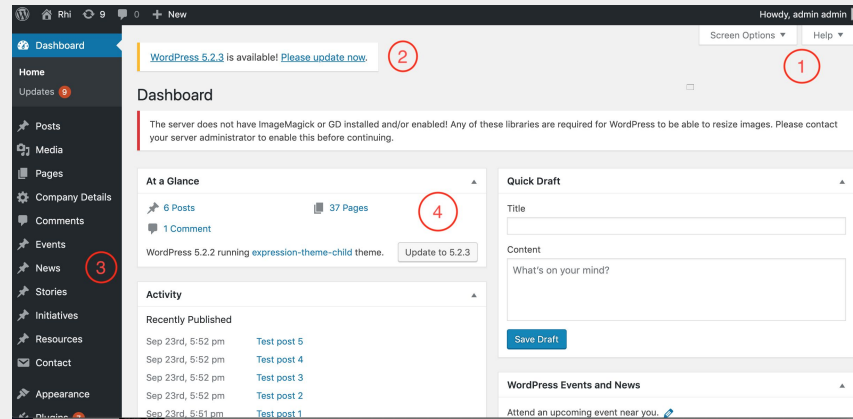 Rhi 9 0 + New Howdy, admin admin
Screen Options ▼ Help ▼
1
Dashboard
Home
Updates 9
Posts
Media
Pages
Company Details
Comments
Events
News
3
Stories
Initiatives
Resources
Contact
Appearance
Plugins
WordPress 5.2.3 is available! Please update now.
2
Dashboard
The server does not have ImageMagick or GD installed and/or enabled! Any of these libraries are required for WordPress to be able to resize images. Please contact
your server administrator to enable this before continuing.
At a Glance
6 Posts 37 Pages
4
1 Comment
WordPress 5.2.2 running expression-theme-child theme. Update to 5.2.3
Activity
Recently Published
Sep 23rd, 5:52 pm Test post 5
Sep 23rd, 5:52 pm Test post 4
Sep 23rd, 5:52 pm Test post 3
Sep 23rd, 5:52 pm Test post 2
Sep 23rd, 5:51 pm Test post 1
Quick Draft
Title
Content
What's on your mind?
Save Draft
WordPress Events and News
Attend an upcoming event near you.